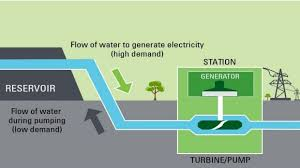 Flow of water to generate electricity
(high demand)
STATION
GENERATOR
RESERVOIR
Flow of water
during pumping
(low demand)
TURBINE/PUMP